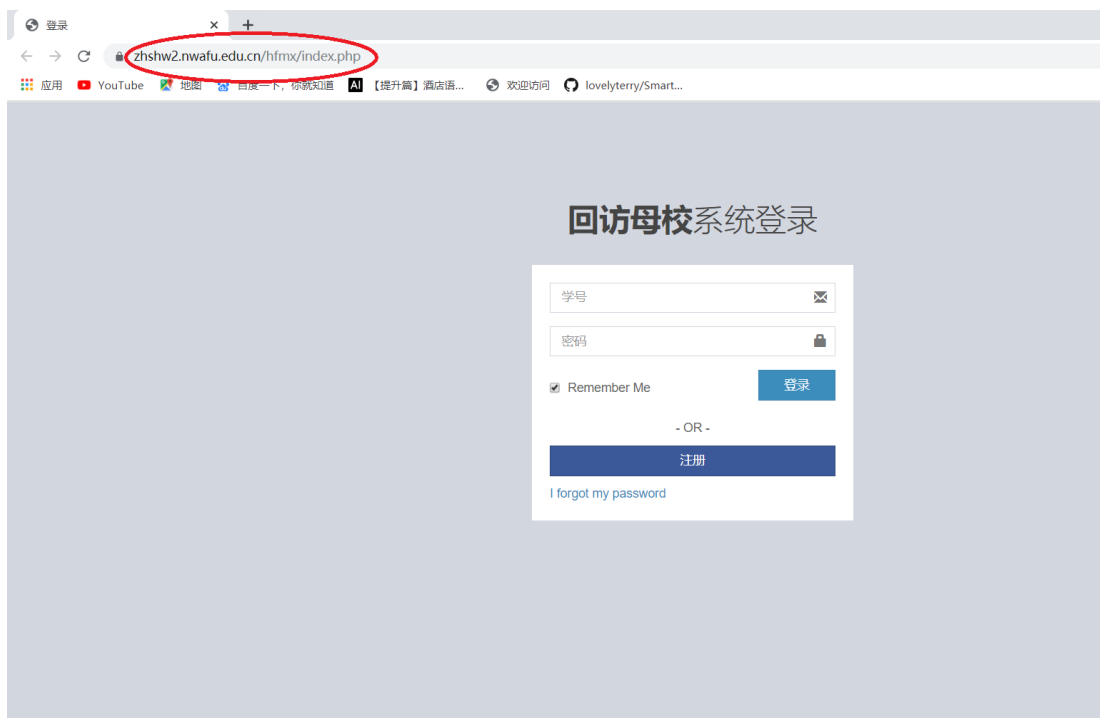 登录
zhshw2.nwafu.edu.cn/hfmx/index.php
应用 YouTube 地图 百度一下，你就知道 AI 【提升篇】酒店语... 欢迎访问 lovelyterry/Smart...
回访母校系统登录
学号
密码
Remember Me 登录
- OR -
注册
I forgot my password